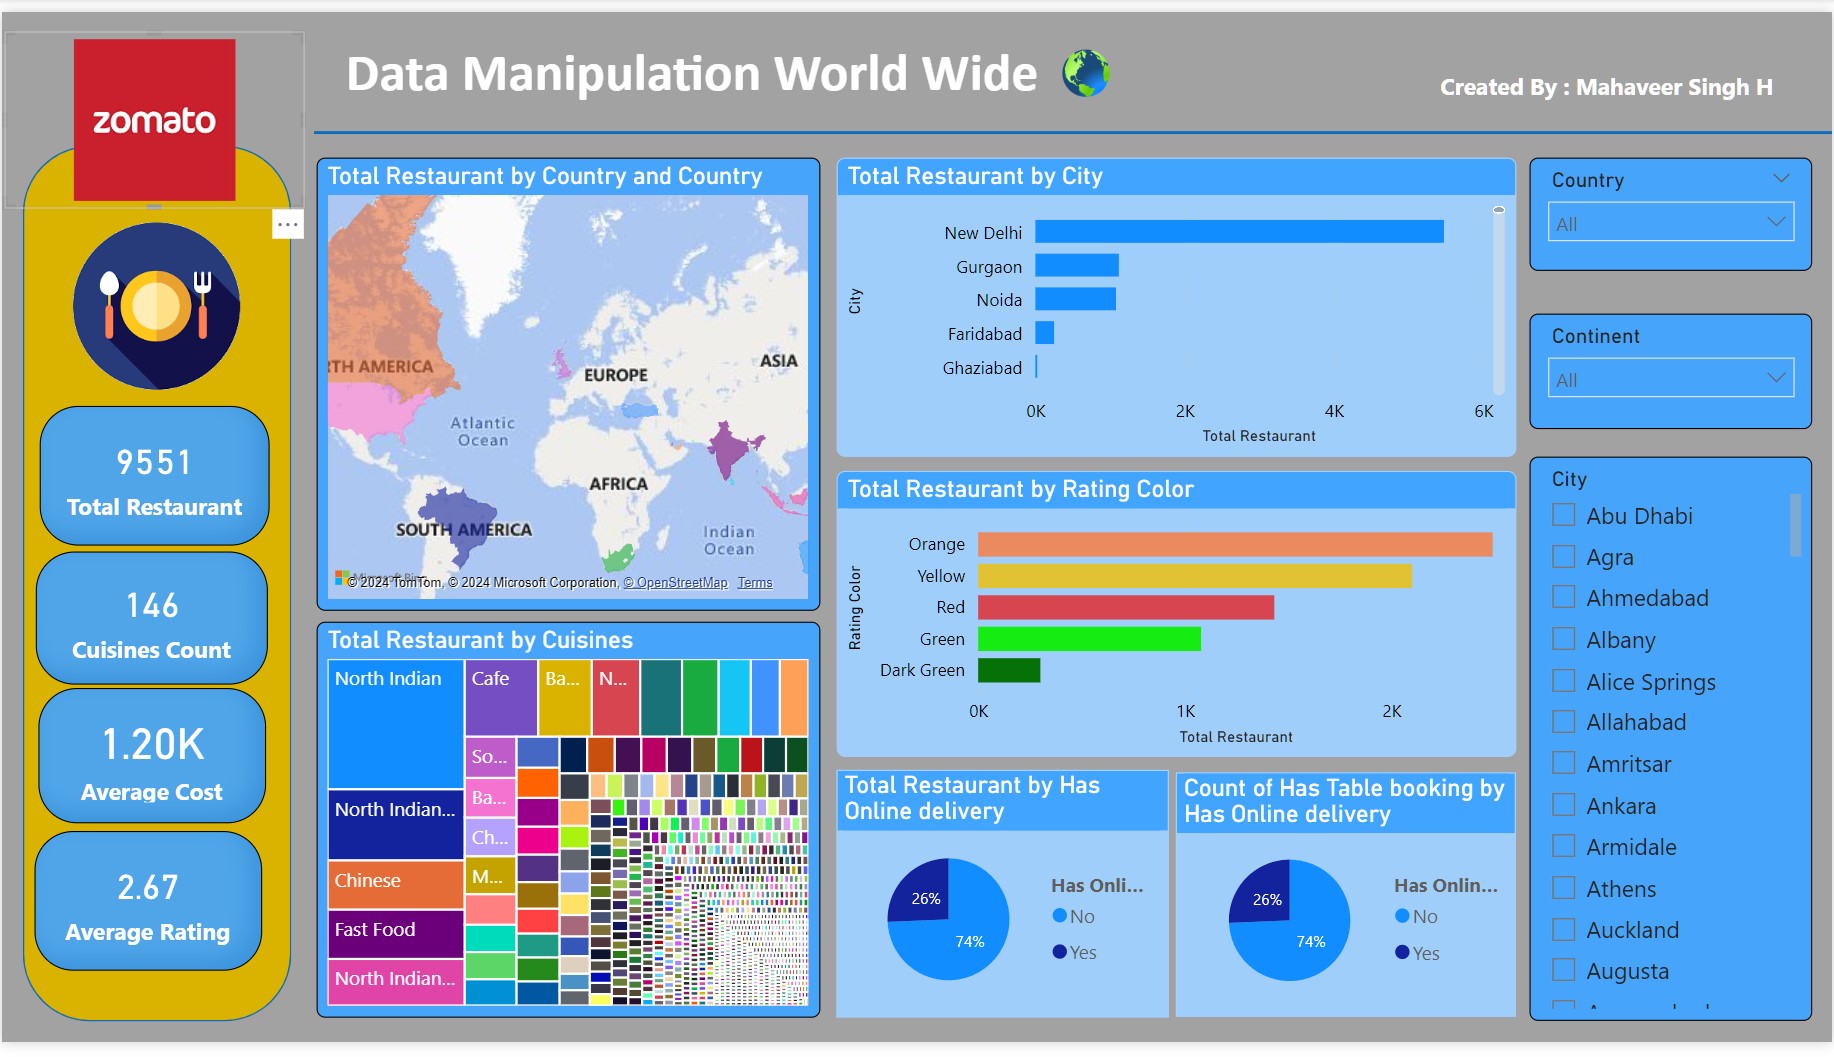 zomato
Data Manipulation World Wide
Created By : Mahaveer Singh H
...
9551
Total Restaurant
146
Cuisines Count
1.20K
Average Cost
2.67
Average Rating
Total Restaurant by Country and Country
RTH AMERICA
EUROPE
ASIA
Atlantic
Ocean
AFRICA
SOUTH AMERICA
Indian
Ocean
© 2024 TomTom, © 2024 Microsoft Corporation, © OpenStreetMap Terms
Total Restaurant by Cuisines
North Indian
Cafe
Ba...
N...
So...
North Indian...
Ba...
Ch...
Chinese
M...
Fast Food
North Indian...
Total Restaurant by City
City
New Delhi
Gurgaon
Noida
Faridabad
Ghaziabad
0K 2K 4K 6K
Total Restaurant
Total Restaurant by Rating Color
Rating Color
Orange
Yellow
Red
Green
Dark Green
0K 1K 2K
Total Restaurant
Total Restaurant by Has
Online delivery
26%
74%
Has Onli...
No
Yes
Count of Has Table booking by
Has Online delivery
26%
74%
Has Onlin...
No
Yes
Country
All
Continent
All
City
Abu Dhabi
Agra
Ahmedabad
Albany
Alice Springs
Allahabad
Amritsar
Ankara
Armidale
Athens
Auckland
Augusta